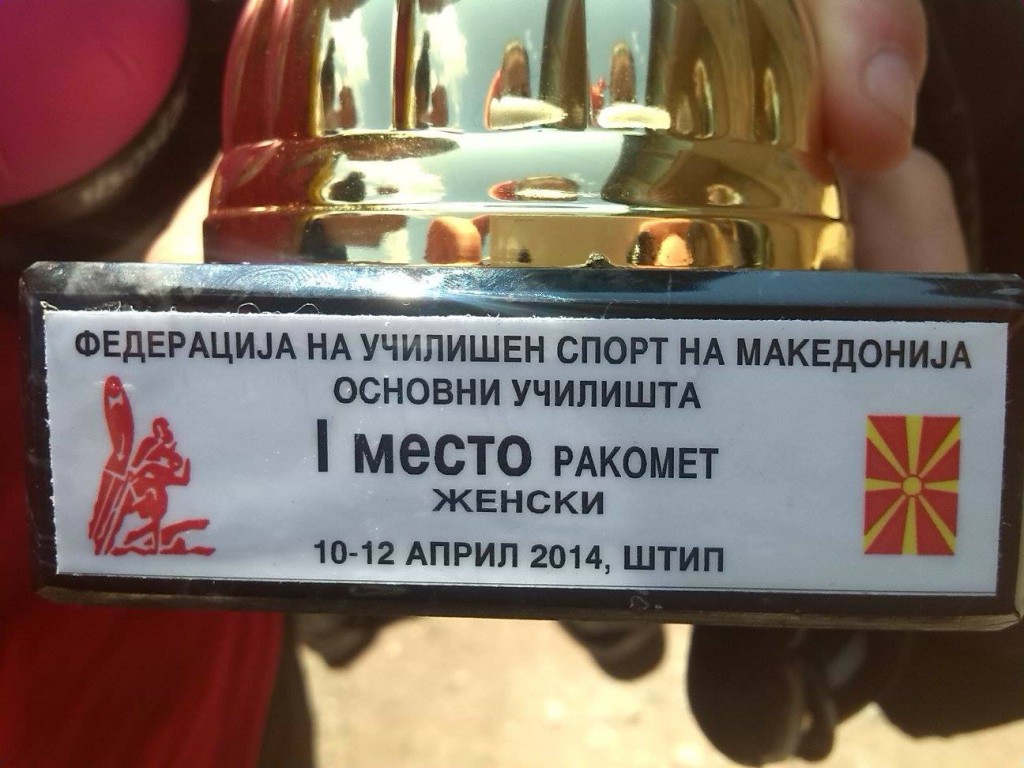 ФЕДЕРАЦИЈА НА УЧИЛИШЕН СПОРТ НА МАКЕДОНИЈА
ОСНОВНИ УЧИЛИШТА
I место РАКОМЕТ
ЖЕНСКИ
10-12 АПРИЛ 2014, ШТИП